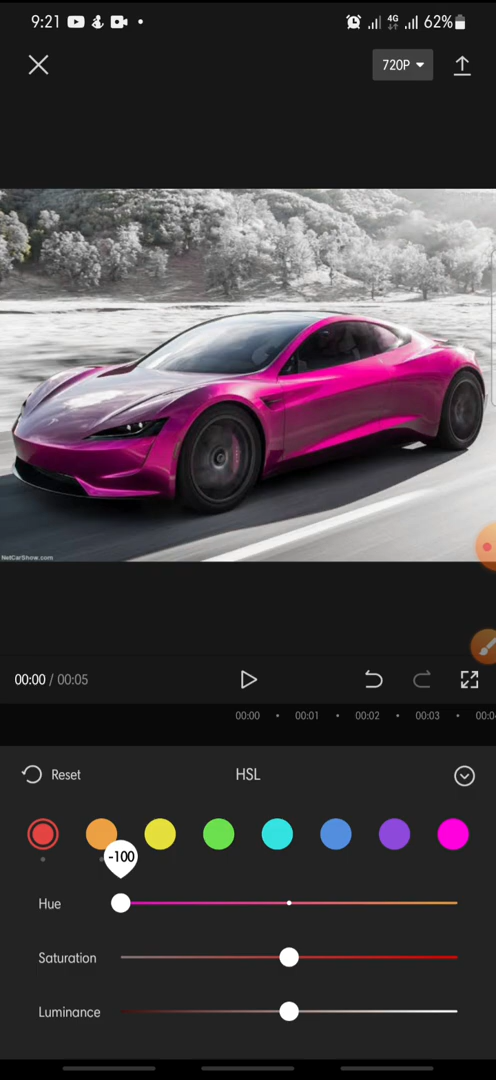 9:21 4G 62%
720P
NetCarShow.com
00:00 / 00:05
00:00 00:01 00:02 00:03
Reset HSL
-100
Hue
Saturation
Luminance